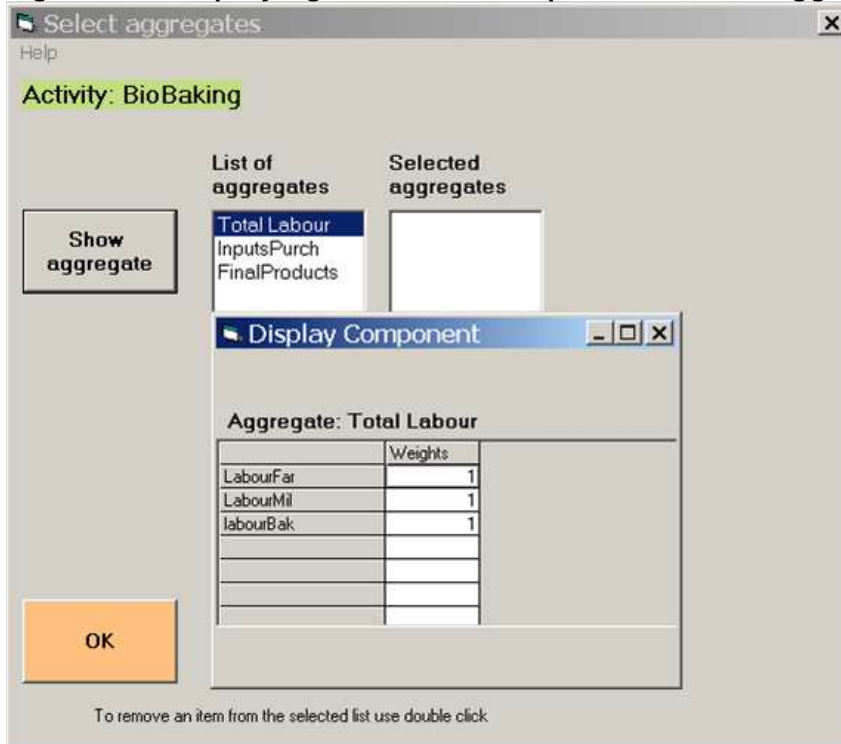 Select aggregates
Help
Activity: BioBaking
List of
aggregates
Selected
aggregates
Show
aggregate
Total Labour
InputsPurch
FinalProducts
Display Component
Aggregate: Total Labour
Weights
LabourFar 1
LabourMil 1
labourBak 1
OK
To remove an item from the selected list use double click